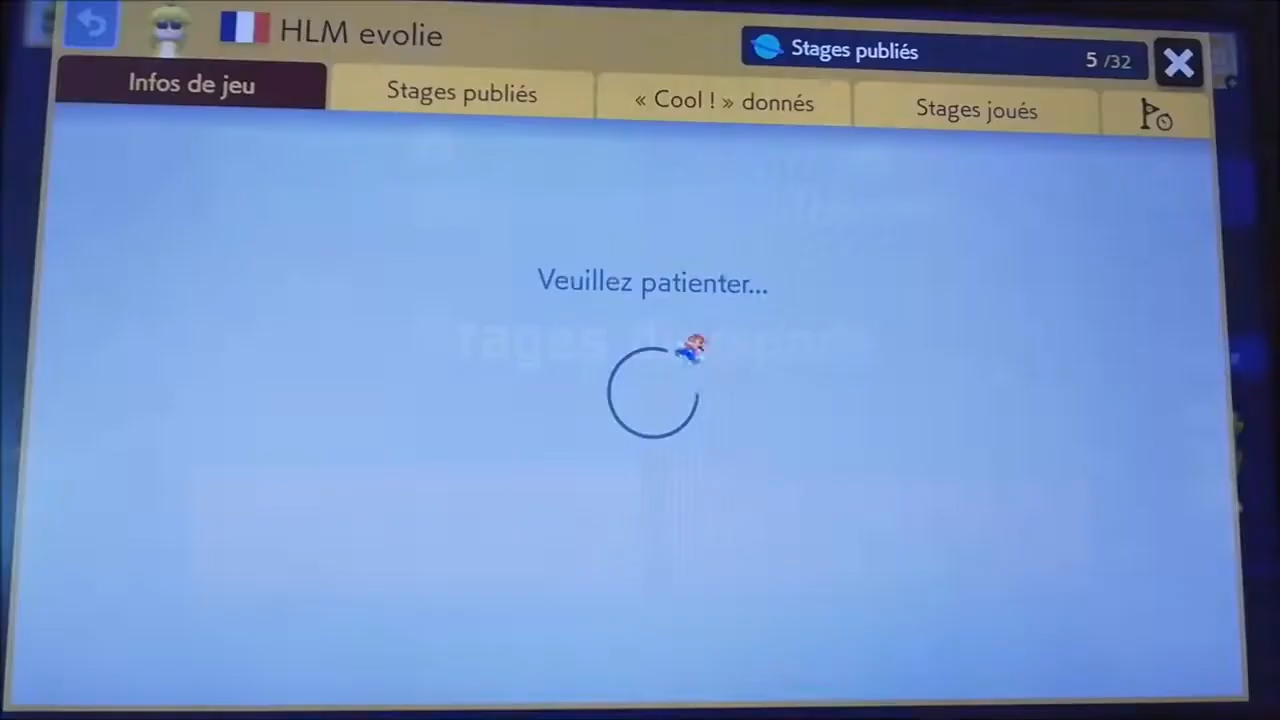 HLM evolie
Stages publiés
5 /32
Infos de jeu
Stages publiés
« Cool ! » donnés
Stages joués
Veuillez patienter...